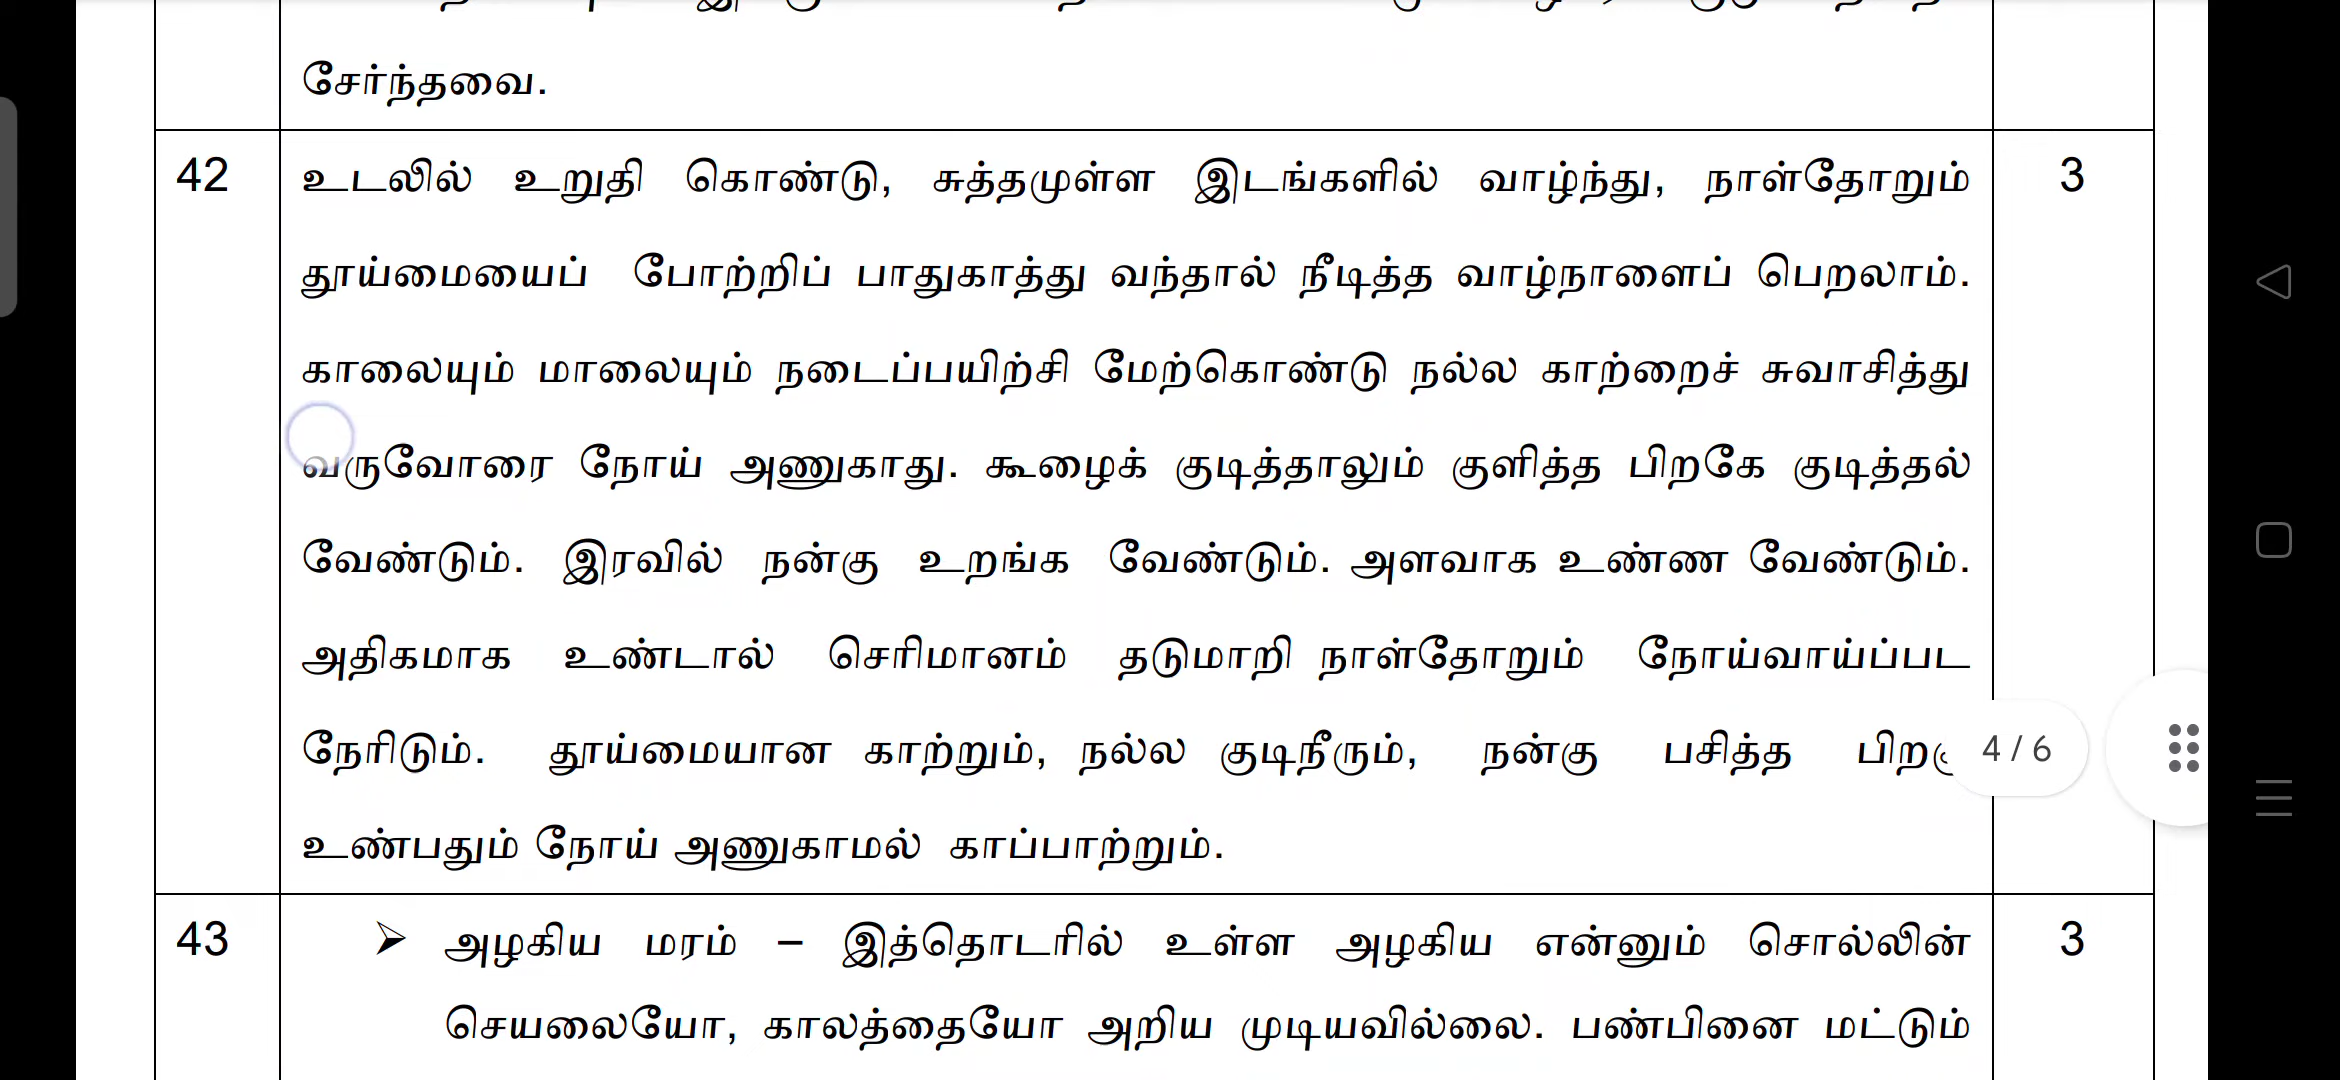 சேர்ந்தவை.
42 உடலில் உறுதி கொண்டு, சுத்தமுள்ள இடங்களில் வாழ்ந்து, நாள்தோறும் 3
தூய்மையைப் போற்றிப் பாதுகாத்து வந்தால் நீடித்த வாழ்நாளைப் பெறலாம்.
காலையும் மாலையும் நடைப்பயிற்சி மேற்கொண்டு நல்ல காற்றைச் சுவாசித்து
வருவோரை நோய் அணுகாது. கூழைக் குடித்தாலும் குளித்த பிறகே குடித்தல்
வேண்டும். இரவில் நன்கு உறங்க வேண்டும். அளவாக உண்ண வேண்டும்.
அதிகமாக உண்டால் செரிமானம் தடுமாறி நாள்தோறும் நோய்வாய்ப்பட
நேரிடும். தூய்மையான காற்றும், நல்ல குடிநீரும், நன்கு பசித்த பிறகு 4 / 6
உண்பதும் நோய் அணுகாமல் காப்பாற்றும்.
43 ➢ அழகிய மரம் – இத்தொடரில் உள்ள அழகிய என்னும் சொல்லின் 3
செயலையோ, காலத்தையோ அறிய முடியவில்லை. பண்பினை மட்டும்